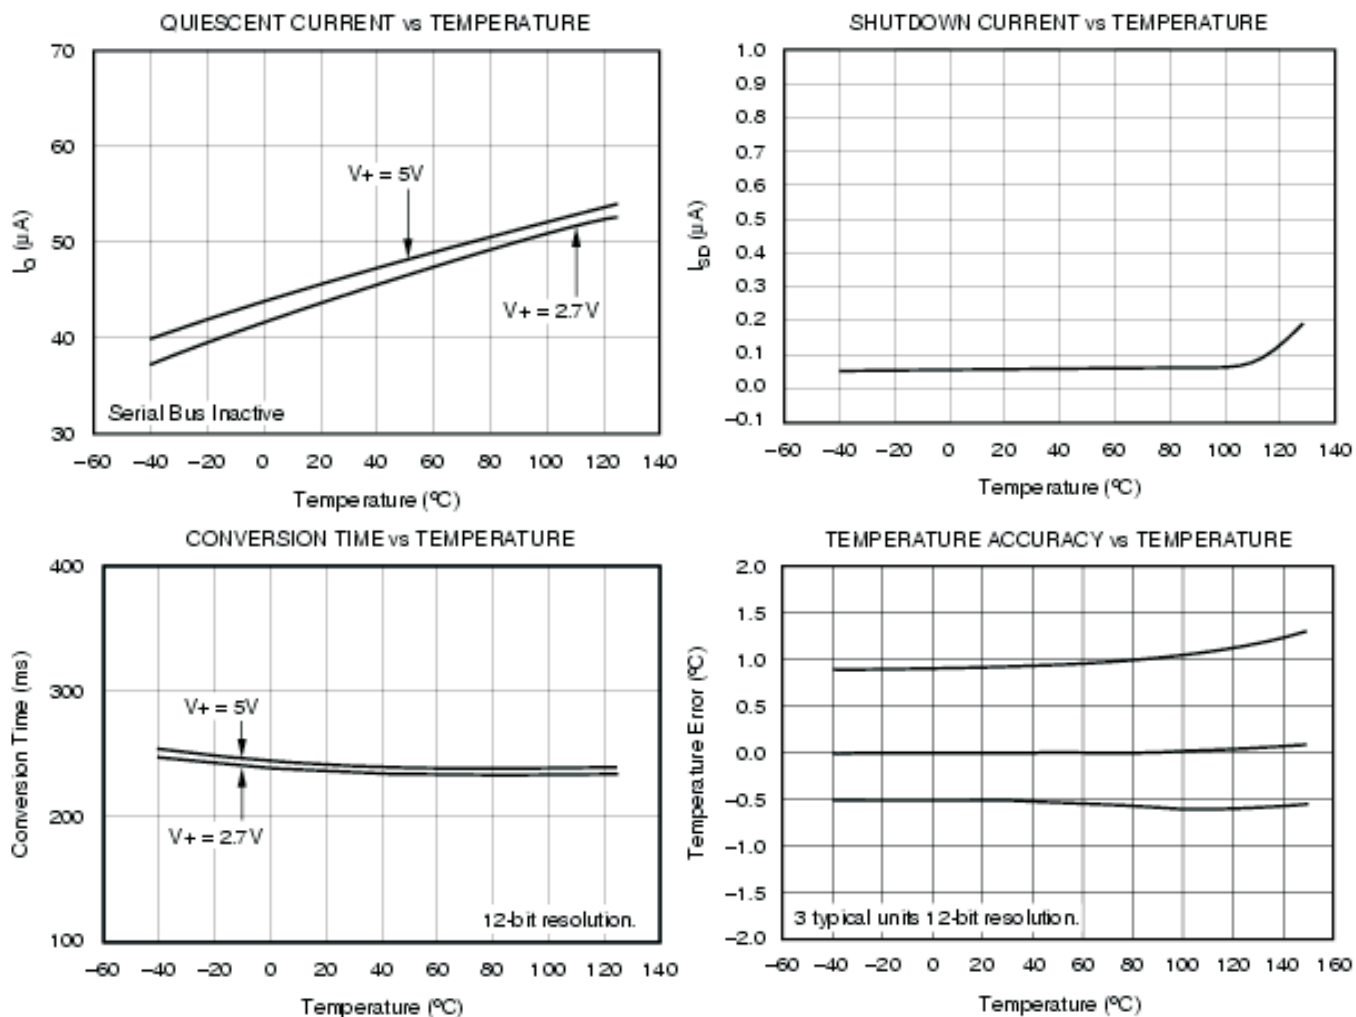 QUIESCENT CURRENT vs TEMPERATURE
70
60
50
40
30
IQ (µA)
V+ = 5V
V+ = 2.7V
Serial Bus Inactive
−60 −40 −20 0 20 40 60 80 100 120 140
Temperature (ºC)
SHUTDOWN CURRENT vs TEMPERATURE
1.0
0.9
0.8
0.7
0.6
0.5
0.4
0.3
0.2
0.1
0.0
−0.1
ISD (µA)
−60 −40 −20 0 20 40 60 80 100 120 140
Temperature (ºC)
CONVERSION TIME vs TEMPERATURE
400
300
200
100
Conversion Time (ms)
V+ = 5V
V+ = 2.7V
12-bit resolution.
−60 −40 −20 0 20 40 60 80 100 120 140
Temperature (ºC)
TEMPERATURE ACCURACY vs TEMPERATURE
2.0
1.5
1.0
0.5
0.0
−0.5
−1.0
−1.5
−2.0
Temperature Error (ºC)
3 typical units 12-bit resolution.
−60 −40 −20 0 20 40 60 80 100 120 140 160
Temperature (ºC)